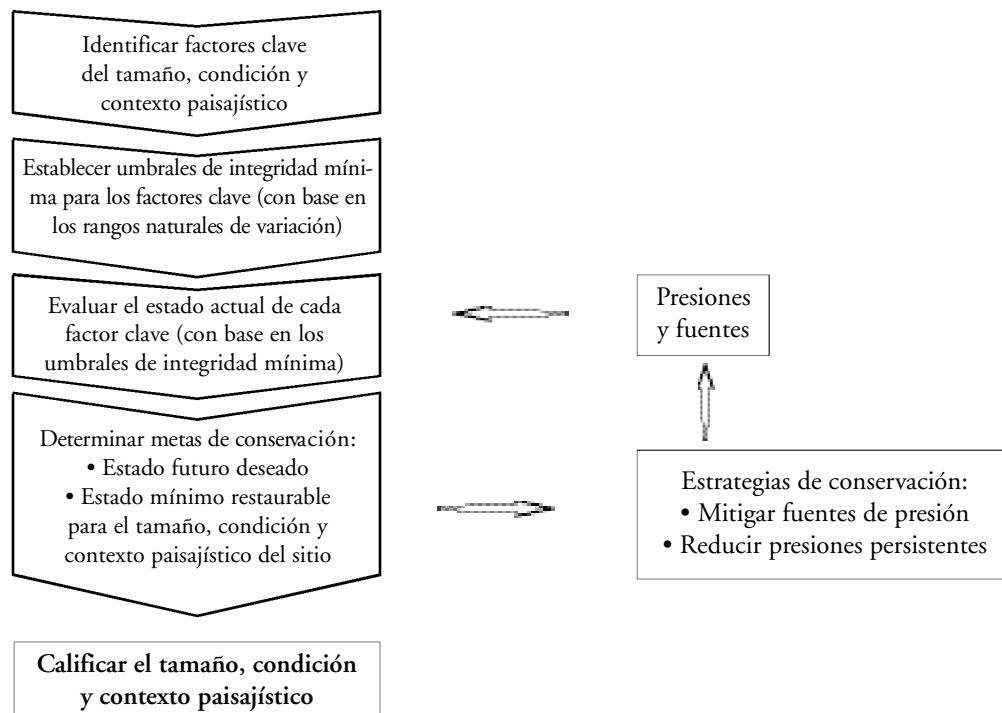 Identificar factores clave
del tamaño, condición y
contexto paisajístico
Establecer umbrales de integridad míni-
ma para los factores clave (con base en
los rangos naturales de variación)
Evaluar el estado actual de cada
factor clave (con base en los
umbrales de integridad mínima)
Determinar metas de conservación:
• Estado futuro deseado
• Estado mínimo restaurable
para el tamaño, condición y
contexto paisajístico del sitio
Calificar el tamaño, condición
y contexto paisajístico
Presiones
y fuentes
Estrategias de conservación:
• Mitigar fuentes de presión
• Reducir presiones persistentes